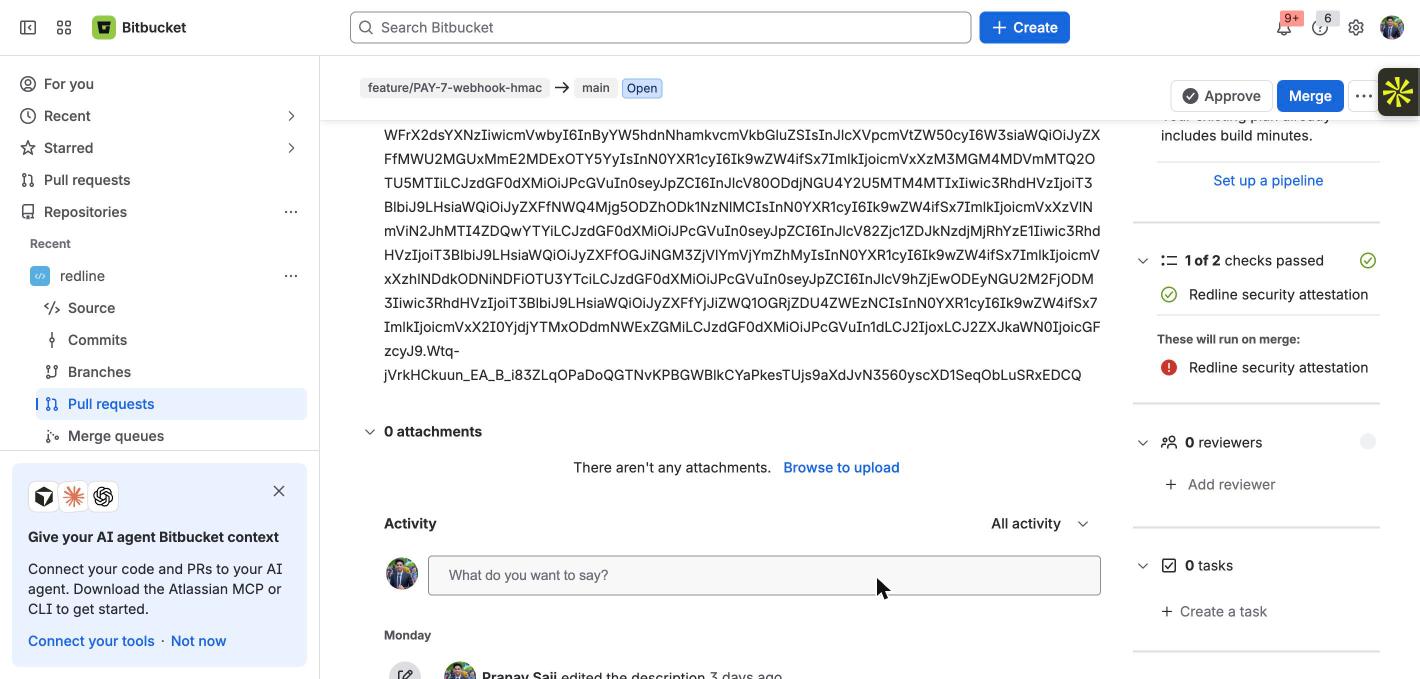 Bitbucket
Search Bitbucket
Create
9+
6
For you
Recent
Starred
Pull requests
Repositories
Recent
redline
Source
Commits
Branches
Pull requests
Merge queues
Give your AI agent Bitbucket context
Connect your code and PRs to your AI
agent. Download the Atlassian MCP or
CLI to get started.
Connect your tools · Not now
feature/PAY-7-webhook-hmac → main Open
Approve
Merge
WFrX2dsYXNzIiwicmVwbyI6InByYW5hdnNhamkvcmVkbGluZSIsInJlcXVpcmVtZW50cyI6W3siaWQiOiJyZX
FfMWU2MGUxMmE2MDExOTY5YyIsInN0YXR1cyI6Ik9wZW4ifSx7ImlkIjoicmVxXzM3MGM4MDVmMTQ2O
TU5MTIiLCJzdGF0dXMiOiJPcGVuIn0seyJpZCI6InJlcV80ODdjNGU4Y2U5MTM4MTIxIiwic3RhdHVzIjoiT3
BlbiJ9LHsiaWQiOiJyZXFfNWQ4Mjg5ODZhODk1NzNlMCIsInN0YXR1cyI6Ik9wZW4ifSx7ImlkIjoicmVxXzVlN
mViN2JhMTI4ZDQwYTYiLCJzdGF0dXMiOiJPcGVuIn0seyJpZCI6InJlcV82Zjc1ZDJkNzdjMjRhYzE1Iiwic3Rhd
HVzIjoiT3BlbiJ9LHsiaWQiOiJyZXFfOGJiNGM3ZjVlYmVjYmZhMyIsInN0YXR1cyI6Ik9wZW4ifSx7ImlkIjoicmV
xXzhlNDdkODNiNDFiOTU3YTciLCJzdGF0dXMiOiJPcGVuIn0seyJpZCI6InJlcV9hZjEwODEyNGU2M2FjODM
3Iiwic3RhdHVzIjoiT3BlbiJ9LHsiaWQiOiJyZXFfYjJiZWQ1OGRjZDU4ZWEzNCIsInN0YXR1cyI6Ik9wZW4ifSx7
ImlkIjoicmVxX2I0YjdjYTMxODdmNWExZGMiLCJzdGF0dXMiOiJPcGVuIn1dLCJ2IjoxLCJ2ZXJkaWN0IjoicGF
zcyJ9.Wtq-
jVrkHCkuun_EA_B_i83ZLqOPaDoQGTNvKPBGWBlkCYaPkesTUjs9aXdJvN3560yscXD1SeqObLuSRxEDCQ
0 attachments
There aren't any attachments. Browse to upload
Activity
All activity
What do you want to say?
Monday
Pranav Saji edited the description 3 days ago
Your existing plan already
includes build minutes.
Set up a pipeline
1 of 2 checks passed
Redline security attestation
These will run on merge:
Redline security attestation
0 reviewers
Add reviewer
0 tasks
Create a task